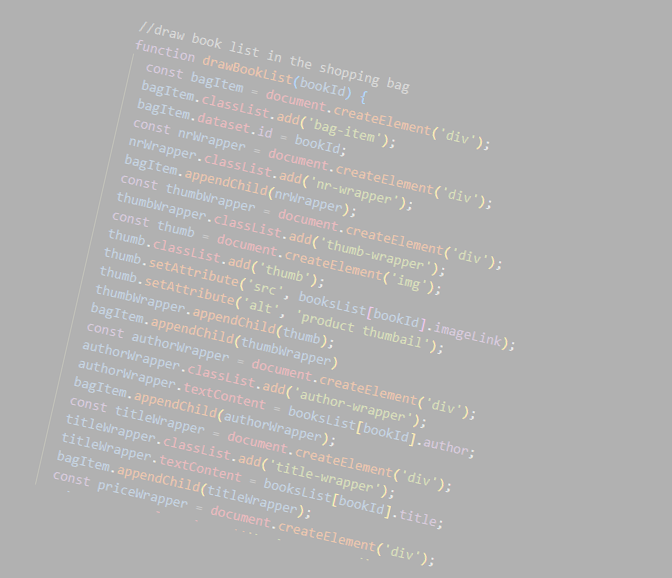 //draw book list in the shopping bag
function drawBookList(bookId) {
const bagItem = document.createElement('div');
bagItem.classList.add('bag-item');
bagItem.dataset.id = bookId;
const nrWrapper = document.createElement('div');
nrWrapper.classList.add('nr-wrapper');
bagItem.appendChild(nrWrapper);
const thumbWrapper = document.createElement('div');
thumbWrapper.classList.add('thumb-wrapper');
const thumb = document.createElement('img');
thumb.classList.add('thumb');
thumb.setAttribute('src', booksList[bookId].imageLink);
thumb.setAttribute('alt', 'product thumbail');
thumbWrapper.appendChild(thumb);
bagItem.appendChild(thumbWrapper)
const authorWrapper = document.createElement('div');
authorWrapper.classList.add('author-wrapper');
authorWrapper.textContent = booksList[bookId].author;
bagItem.appendChild(authorWrapper);
const titleWrapper = document.createElement('div');
titleWrapper.classList.add('title-wrapper');
titleWrapper.textContent = booksList[bookId].title;
bagItem.appendChild(titleWrapper);
const priceWrapper = document.createElement('div');